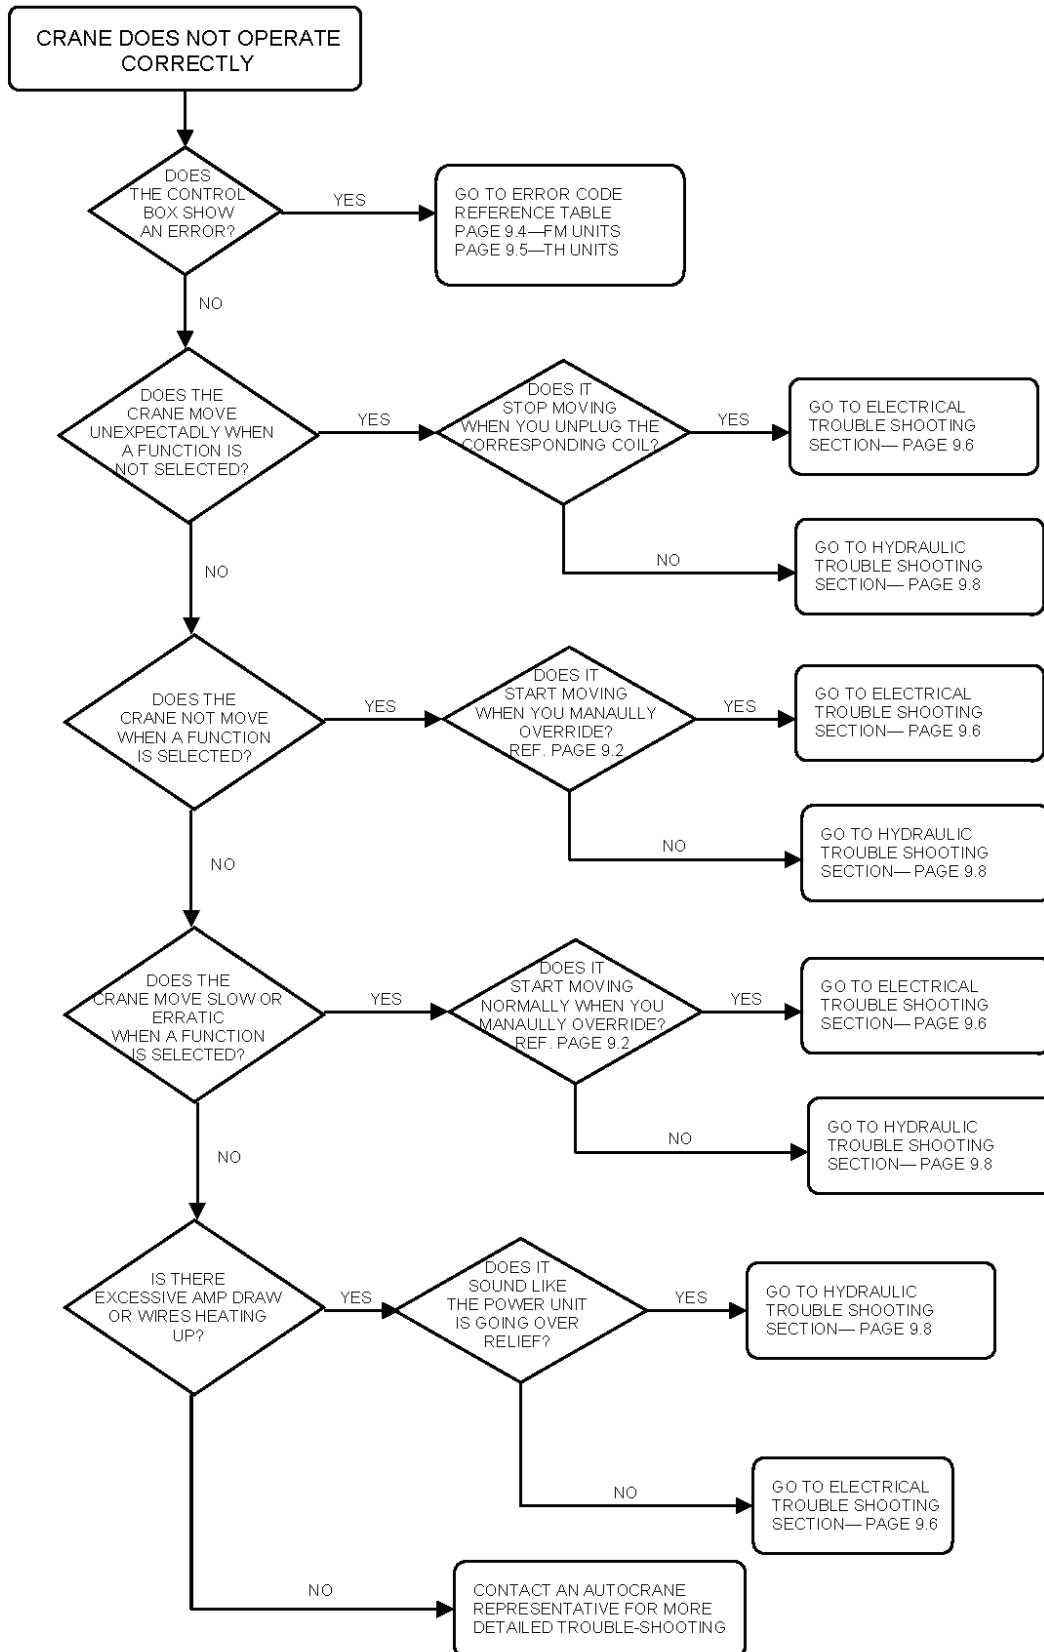 CRANE DOES NOT OPERATE
CORRECTLY
DOES
THE CONTROL
BOX SHOW
AN ERROR?
YES
GO TO ERROR CODE
REFERENCE TABLE
PAGE 9.4—FM UNITS
PAGE 9.5—TH UNITS
NO
DOES THE
CRANE MOVE
UNEXPECTADLY WHEN
A FUNCTION IS
NOT SELECTED?
YES
DOES IT
STOP MOVING
WHEN YOU UNPLUG THE
CORRESPONDING COIL?
YES
GO TO ELECTRICAL
TROUBLE SHOOTING
SECTION— PAGE 9.6
NO
GO TO HYDRAULIC
TROUBLE SHOOTING
SECTION— PAGE 9.8
NO
DOES THE
CRANE NOT MOVE
WHEN A FUNCTION
IS SELECTED?
YES
DOES IT
START MOVING
WHEN YOU MANAULLY
OVERRIDE?
REF. PAGE 9.2
YES
GO TO ELECTRICAL
TROUBLE SHOOTING
SECTION— PAGE 9.6
NO
GO TO HYDRAULIC
TROUBLE SHOOTING
SECTION— PAGE 9.8
NO
DOES THE
CRANE MOVE SLOW OR
ERRATIC
WHEN A FUNCTION
IS SELECTED?
YES
DOES IT
START MOVING
NORMALLY WHEN YOU
MANAULLY OVERRIDE?
REF. PAGE 9.2
YES
GO TO ELECTRICAL
TROUBLE SHOOTING
SECTION— PAGE 9.6
NO
GO TO HYDRAULIC
TROUBLE SHOOTING
SECTION— PAGE 9.8
NO
IS THERE
EXCESSIVE AMP DRAW
OR WIRES HEATING
UP?
YES
DOES IT
SOUND LIKE
THE POWER UNIT
IS GOING OVER
RELIEF?
YES
GO TO HYDRAULIC
TROUBLE SHOOTING
SECTION— PAGE 9.8
NO
GO TO ELECTRICAL
TROUBLE SHOOTING
SECTION— PAGE 9.6
NO
CONTACT AN AUTOCRANE
REPRESENTATIVE FOR MORE
DETAILED TROUBLE-SHOOTING